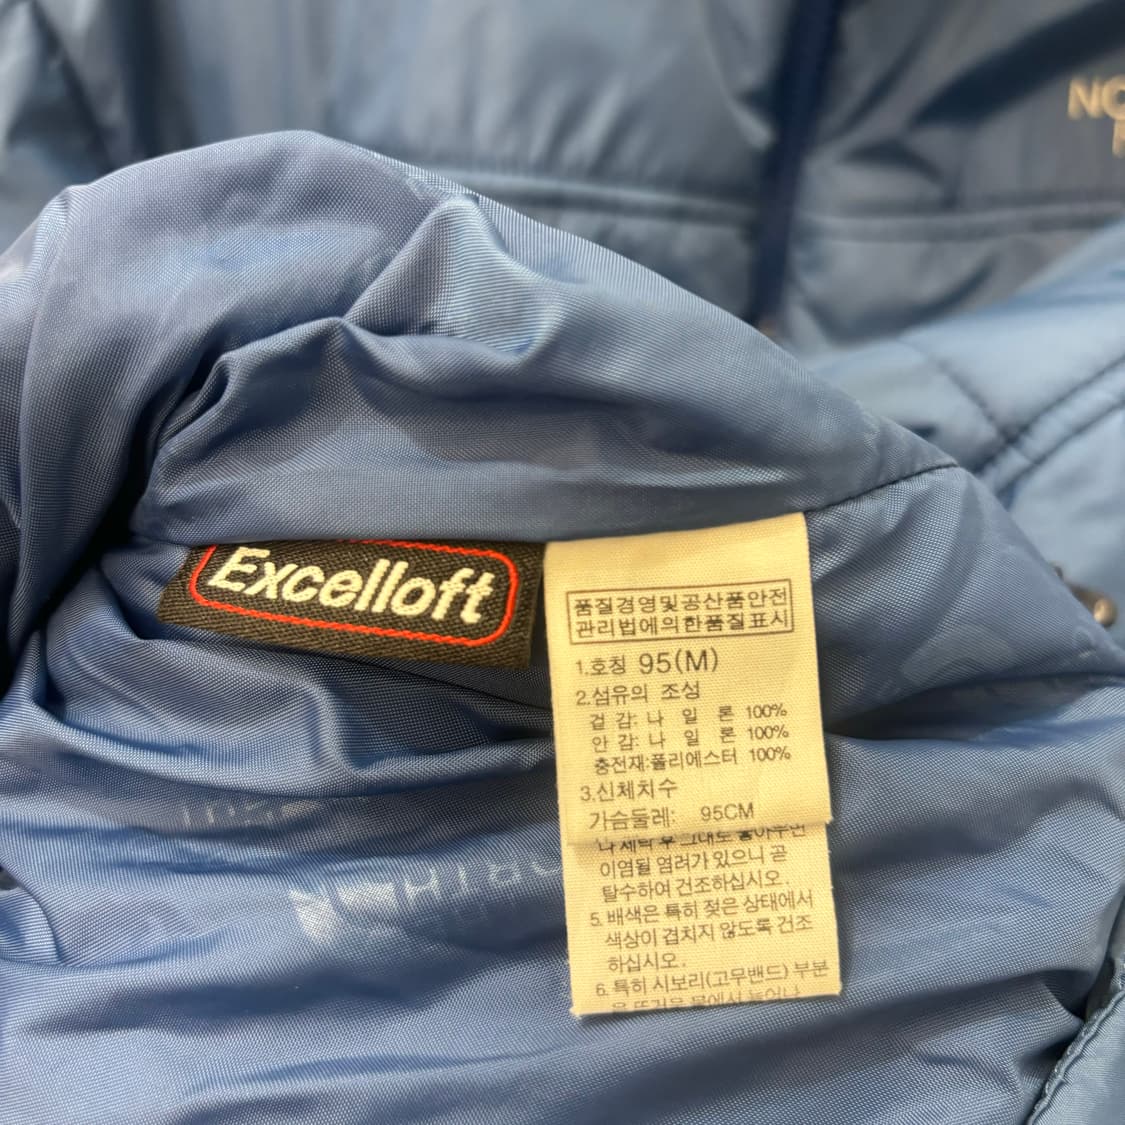 NO
Excelloft
품질경영및공산품안전
관리법에의한품질표시
1.호칭 95(M)
2.섬유의 조성
겉 감: 나 일 론 100%
안 감: 나 일 론 100%
충전재:폴리에스터 100%
3.신체치수
가슴둘레: 95CM
이염될 염려가 있으니 곧
탈수하여 건조하십시오.
5. 배색은 특히 젖은 상태에서
색상이 겹치지 않도록 건조
하십시오.
6. 특히 시보리(고무밴드) 부분